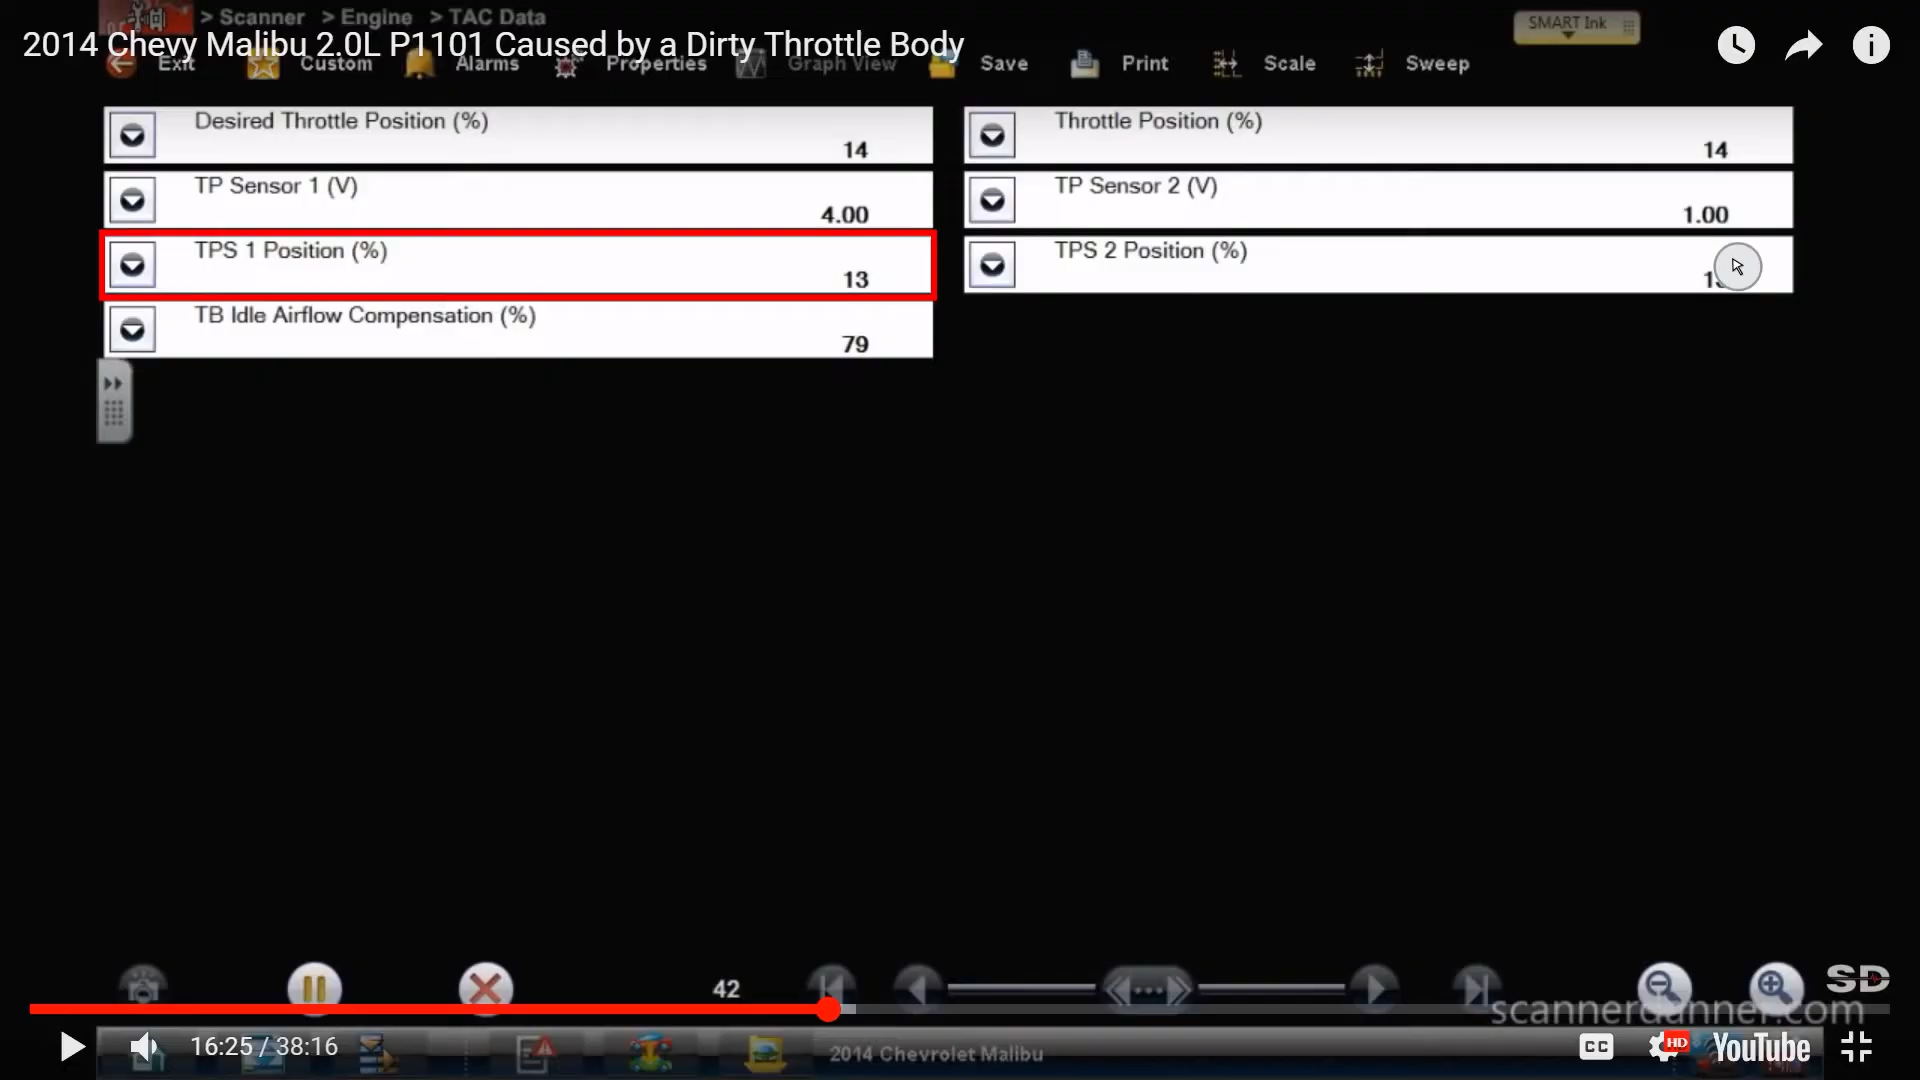 > Scanner > Engine > TAC Data
SMART Ink
2014 Chevy Malibu 2.0L P1101 Caused by a Dirty Throttle Body
Exit Custom Alarms Properties Graph View Save Print Scale Sweep
Desired Throttle Position (%)
14
Throttle Position (%)
14
TP Sensor 1 (V)
4.00
TP Sensor 2 (V)
1.00
TPS 1 Position (%)
13
TPS 2 Position (%)
TB Idle Airflow Compensation (%)
79
42
SD
scannerdanner.com
16:25 / 38:16
2014 Chevrolet Malibu
CC
HD
YouTube